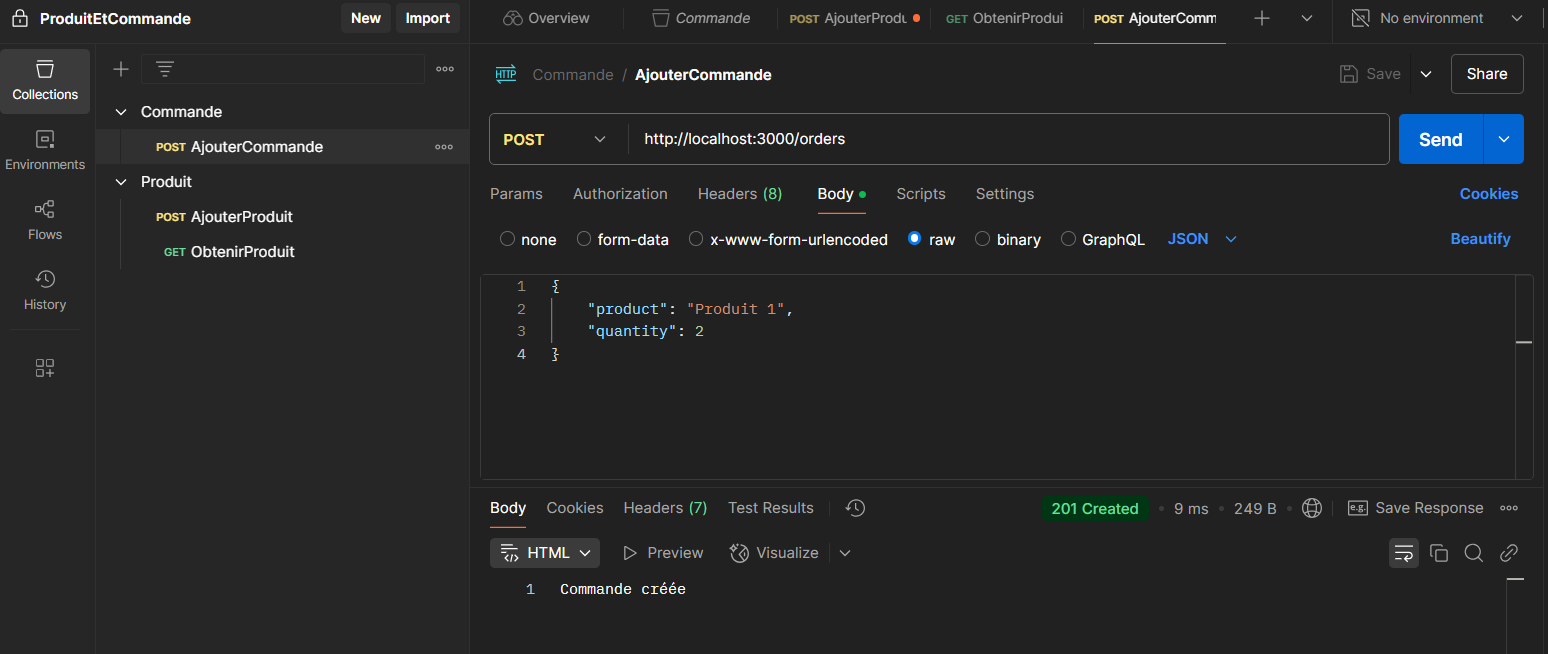 ProduitEtCommande New Import Overview Commande POST AjouterProdu GET ObtenirProdui POST AjouterComm No environment
Collections
Environments
Flows
History
Commande
POST AjouterCommande
Produit
POST AjouterProduit
GET ObtenirProduit
HTTP Commande / AjouterCommande Save Share
POST http://localhost:3000/orders Send
Params Authorization Headers (8) Body Scripts Settings Cookies
none form-data x-www-form-urlencoded raw binary GraphQL JSON Beautify
1 {
2 "product": "Produit 1",
3 "quantity": 2
4 }
Body Cookies Headers (7) Test Results 201 Created 9 ms 249 B e.g. Save Response
HTML Preview Visualize
1 Commande créée